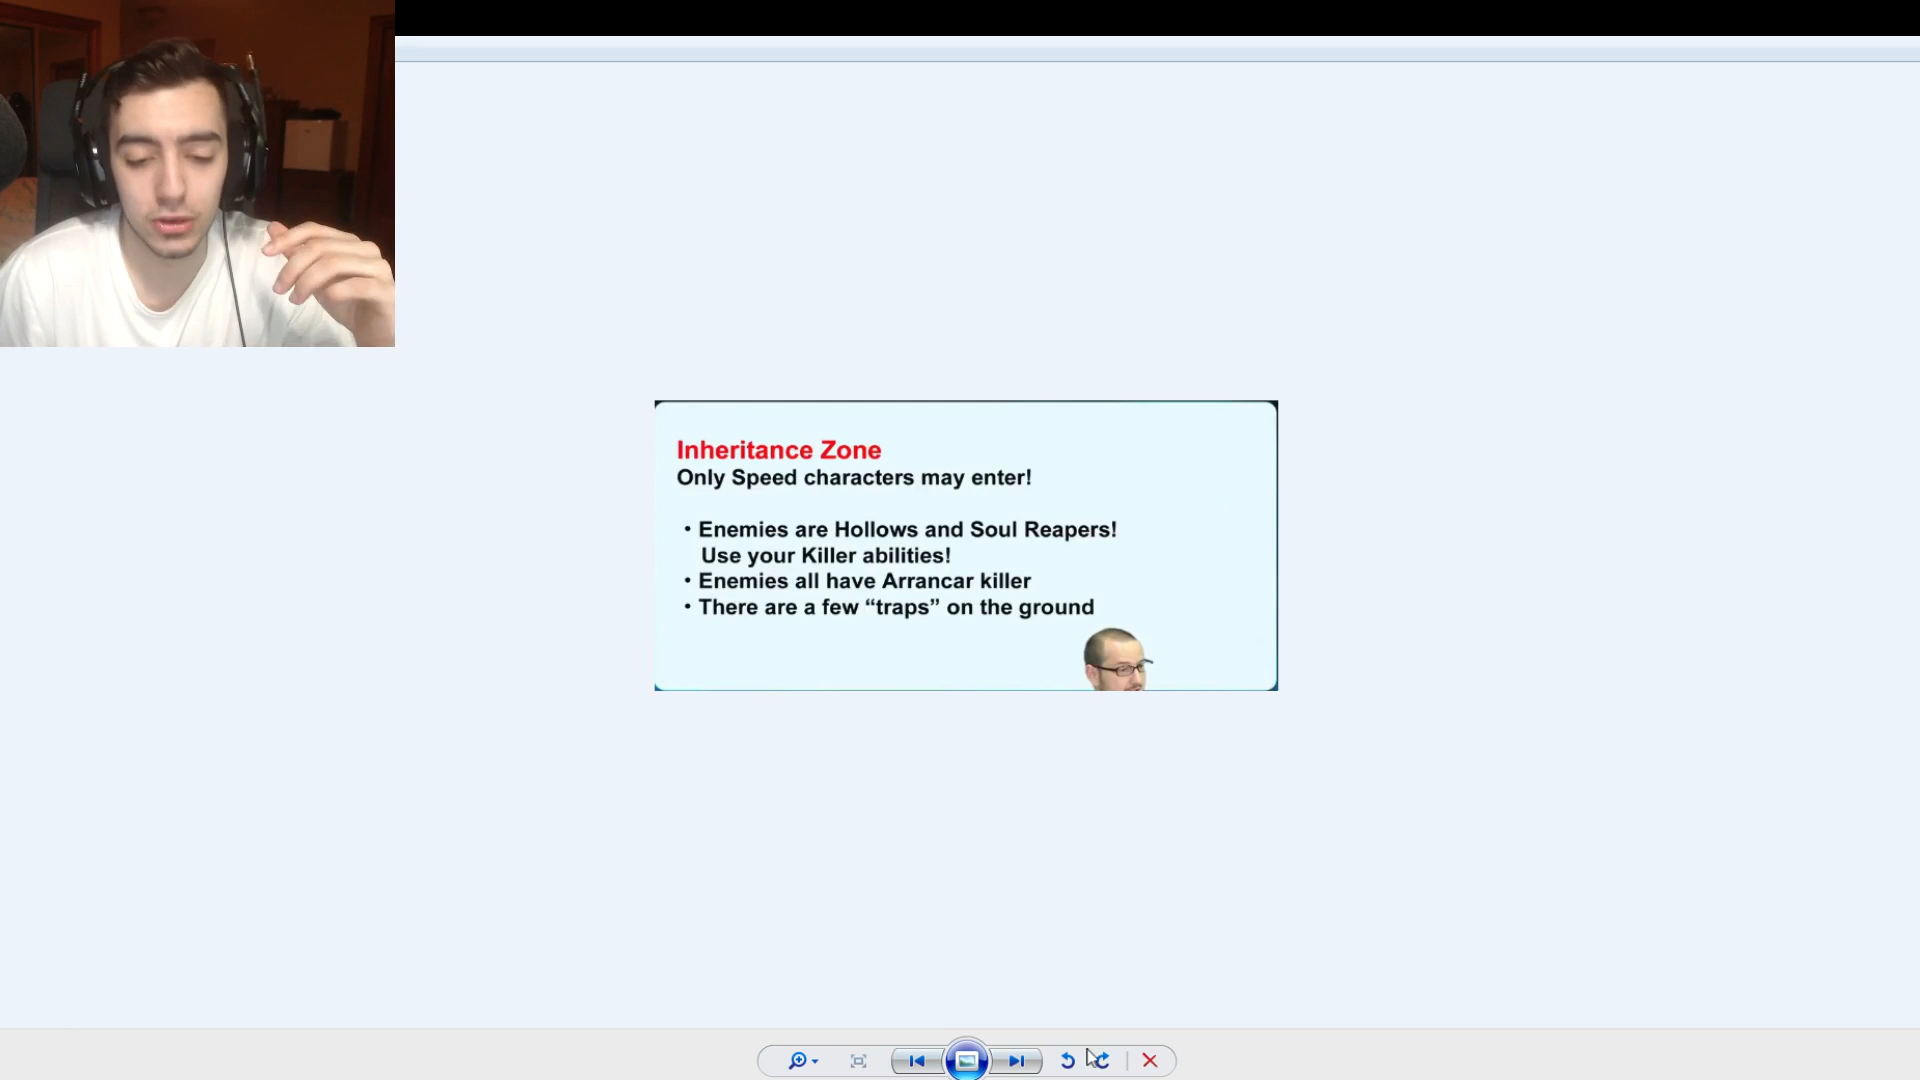 Inheritance Zone
Only Speed characters may enter!
• Enemies are Hollows and Soul Reapers!
Use your Killer abilities!
• Enemies all have Arrancar killer
• There are a few “traps” on the ground